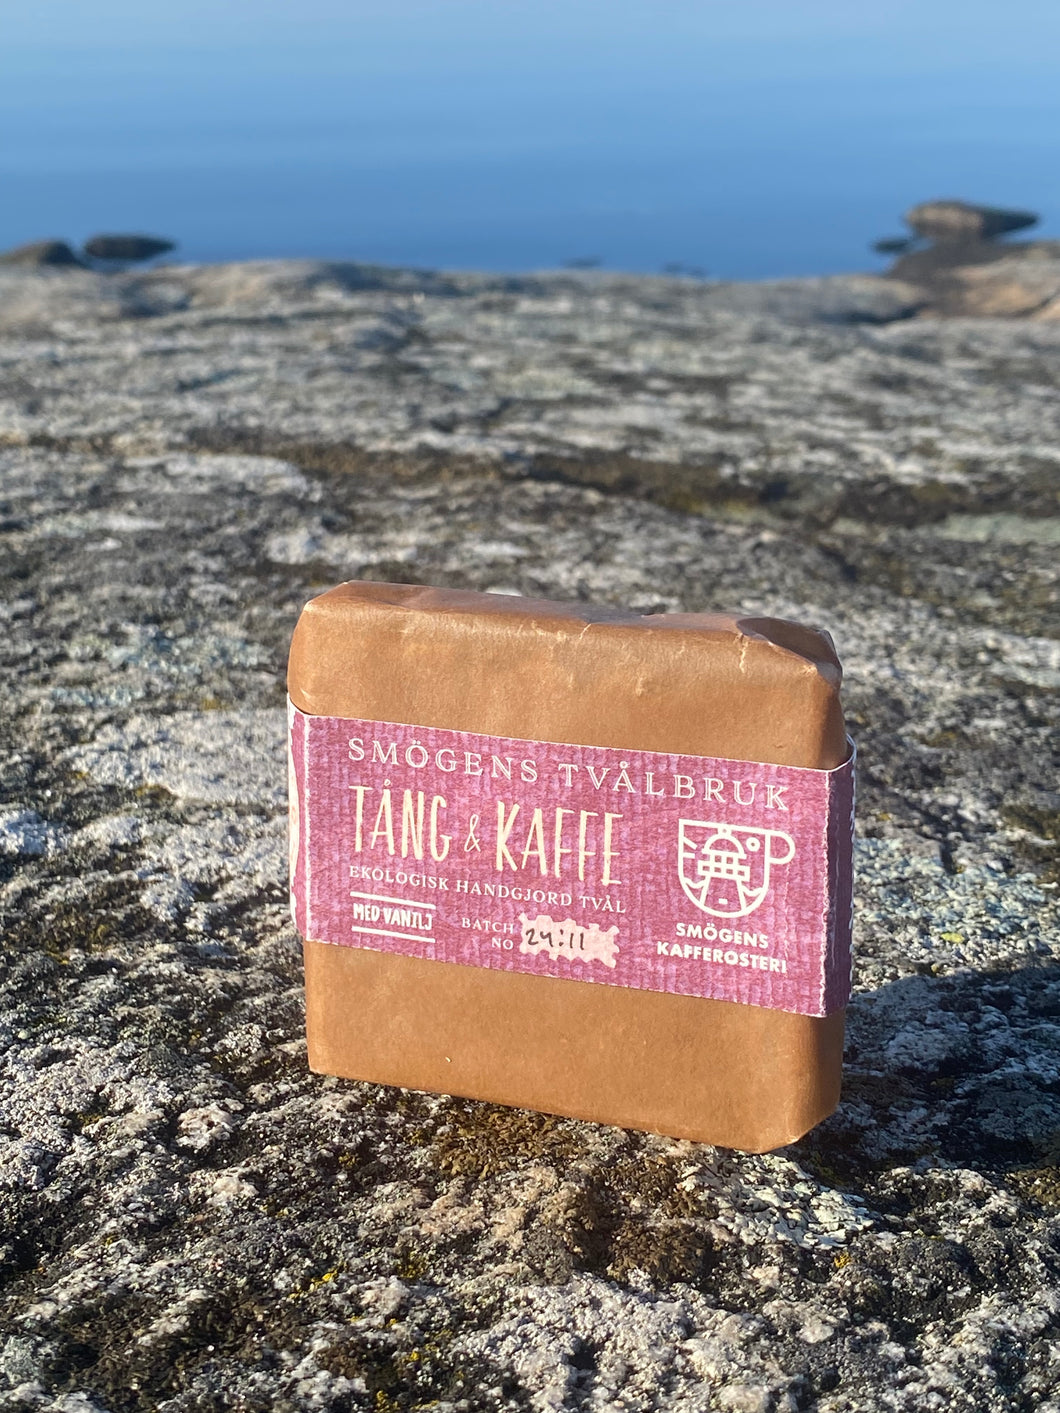 SMÖGENS TVÅLBRUK
TÅNG & KAFFE
EKOLOGISK HANDGJORD TVÅL
MED VANILJ
BATCH
NO 24:11
SMÖGENS
KAFFEROSTERI